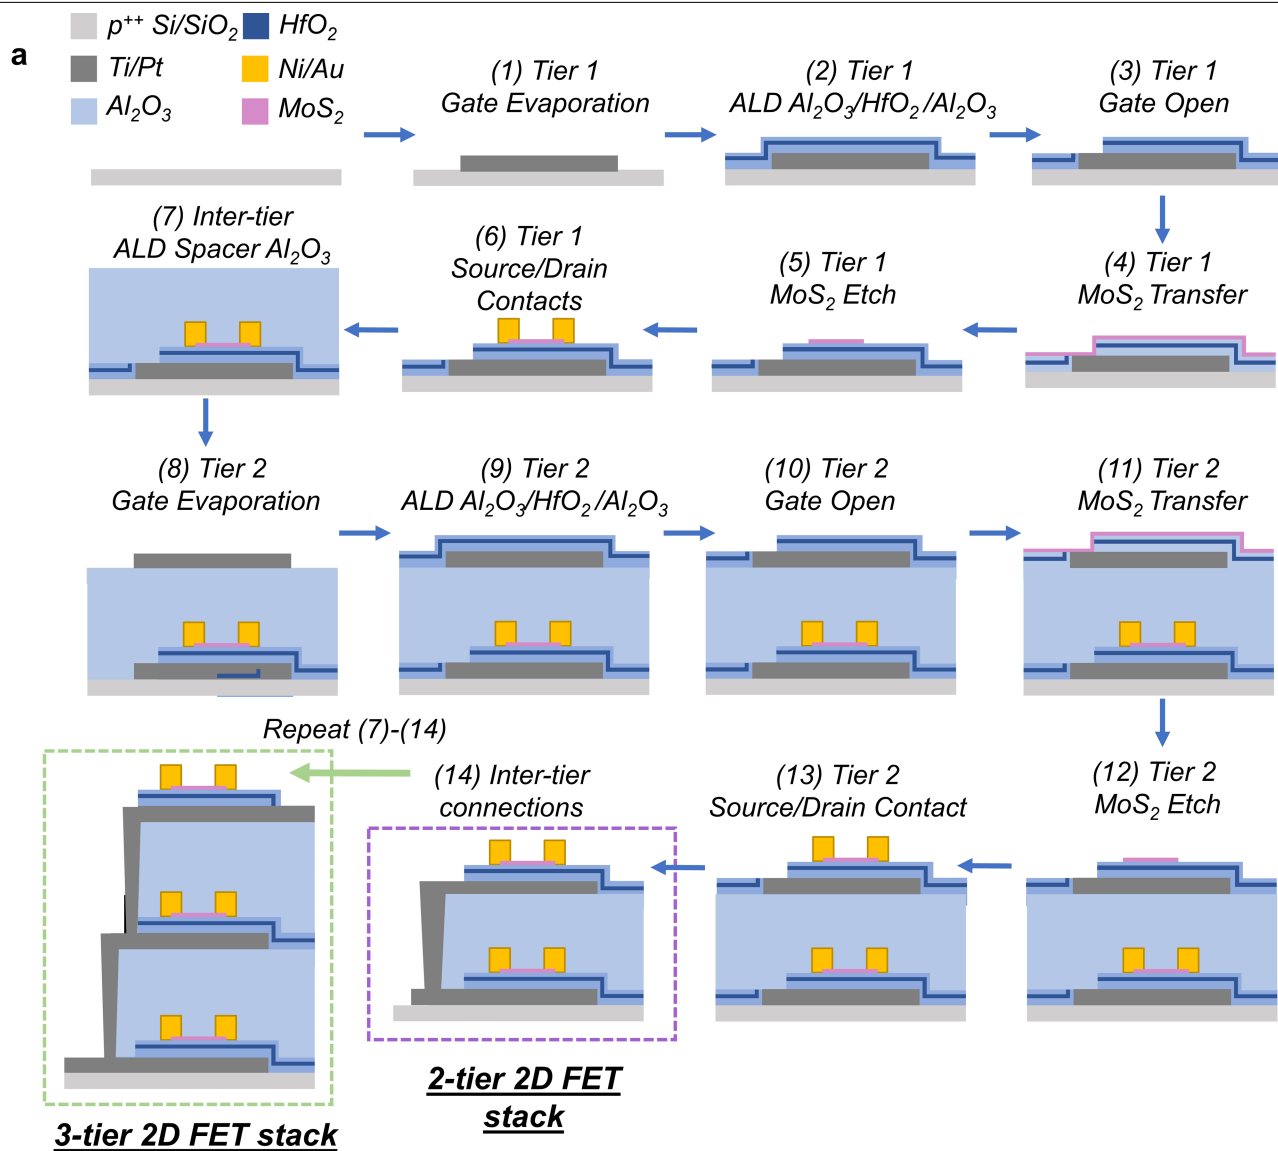 a
p⁺⁺ Si/SiO₂
HfO₂
Ti/Pt
Ni/Au
Al₂O₃
MoS₂
(1) Tier 1
Gate Evaporation
(2) Tier 1
ALD Al₂O₃/HfO₂/Al₂O₃
(3) Tier 1
Gate Open
(4) Tier 1
MoS₂ Transfer
(5) Tier 1
MoS₂ Etch
(6) Tier 1
Source/Drain
Contacts
(7) Inter-tier
ALD Spacer Al₂O₃
(8) Tier 2
Gate Evaporation
(9) Tier 2
ALD Al₂O₃/HfO₂/Al₂O₃
(10) Tier 2
Gate Open
(11) Tier 2
MoS₂ Transfer
(12) Tier 2
MoS₂ Etch
(13) Tier 2
Source/Drain Contact
(14) Inter-tier
connections
Repeat (7)-(14)
2-tier 2D FET
stack
3-tier 2D FET stack